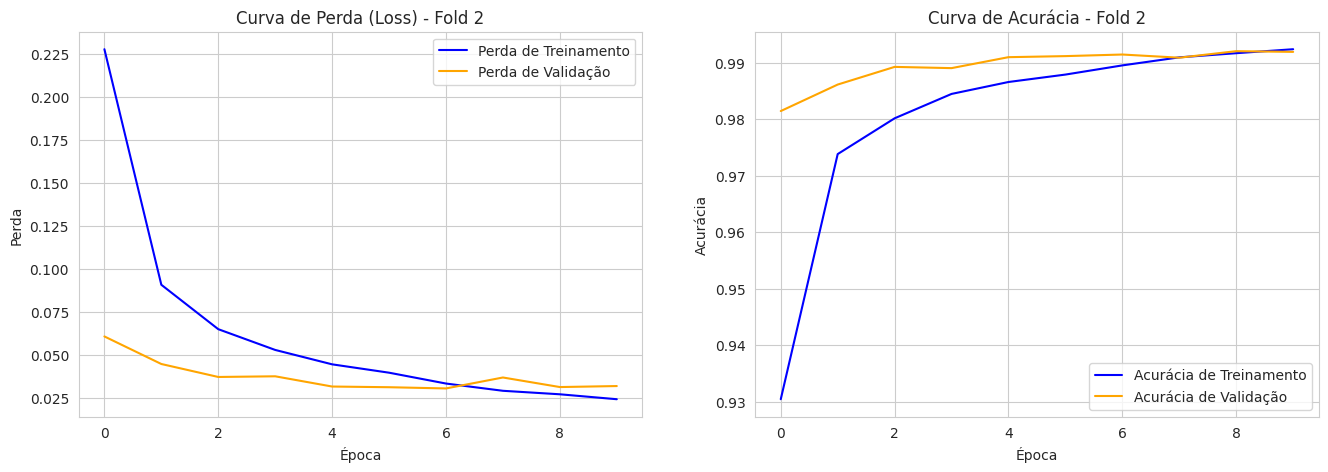 Curva de Perda (Loss) - Fold 2
0.225
0.200
0.175
0.150
0.125
0.100
0.075
0.050
0.025
Perda
0 2 4 6 8
Época
Perda de Treinamento
Perda de Validação
Curva de Acurácia - Fold 2
0.99
0.98
0.97
0.96
0.95
0.94
0.93
Acurácia
0 2 4 6 8
Época
Acurácia de Treinamento
Acurácia de Validação